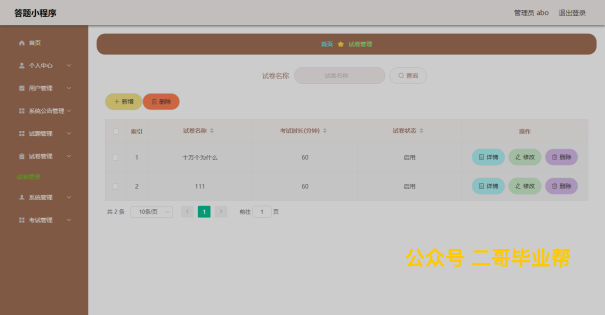 答题小程序
管理员 abo 退出登录
首页
首页 试卷管理
个人中心
试卷名称 试卷名称 查询
用户管理
新增 删除
系统公告管理
试题管理
索引 试卷名称 考试时长(分钟) 试卷状态 操作
试卷管理
1 十万个为什么 60 启用 详情 修改 删除
试卷管理
2 111 60 启用 详情 修改 删除
系统管理
共 2 条 10条/页 1 前往 1 页
考试管理
公众号 二哥毕业帮